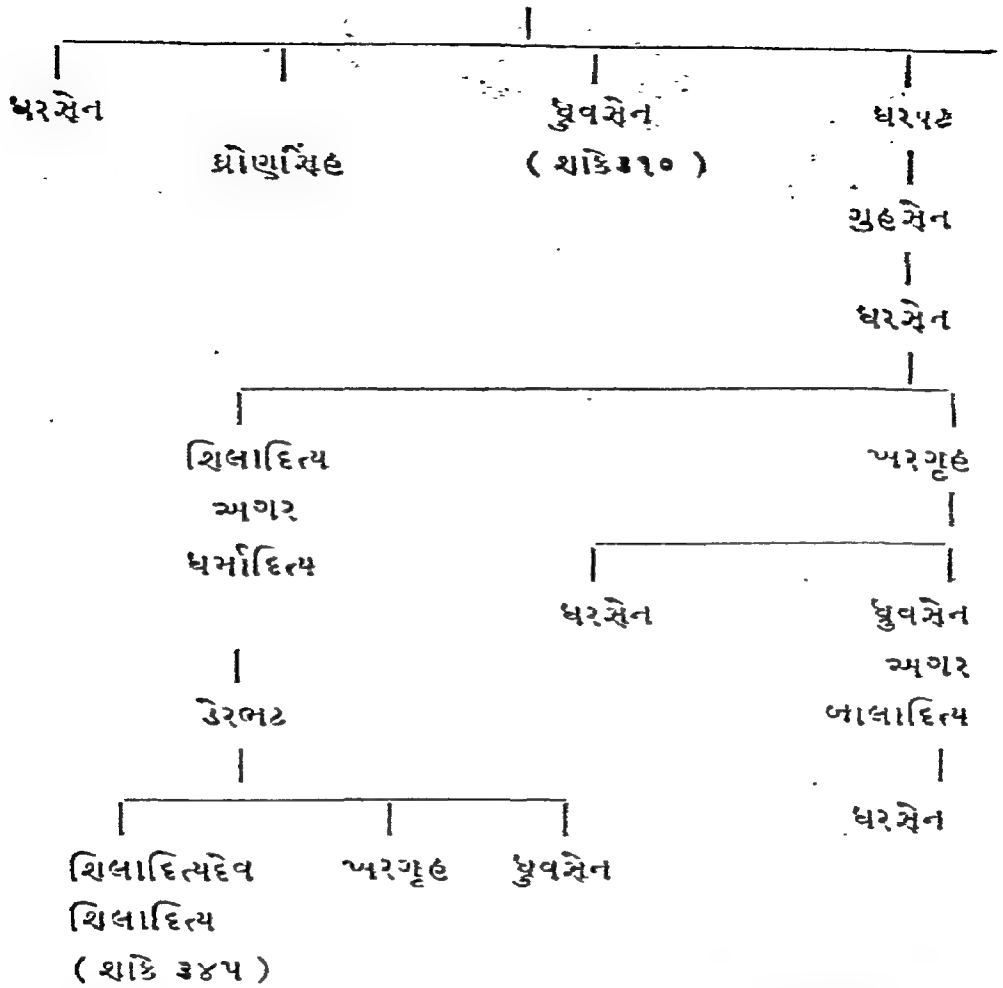 ધરસેન ધ્રુવસેન ધરપટ
ધ્રોણસિંહ ( શાકે ૩૧૦ )
ગુહસેન
ધરસેન
શિલાદિત્ય ખરગૃહ
અગર
ધર્માદિત્ય
ધરસેન ધ્રુવસેન
અગર
ડેરભટ બાલાદિત્ય
ધરસેન
શિલાદિત્યદેવ ખરગૃહ ધ્રુવસેન
શિલાદિત્ય
( શાકે ૩૪૫ )